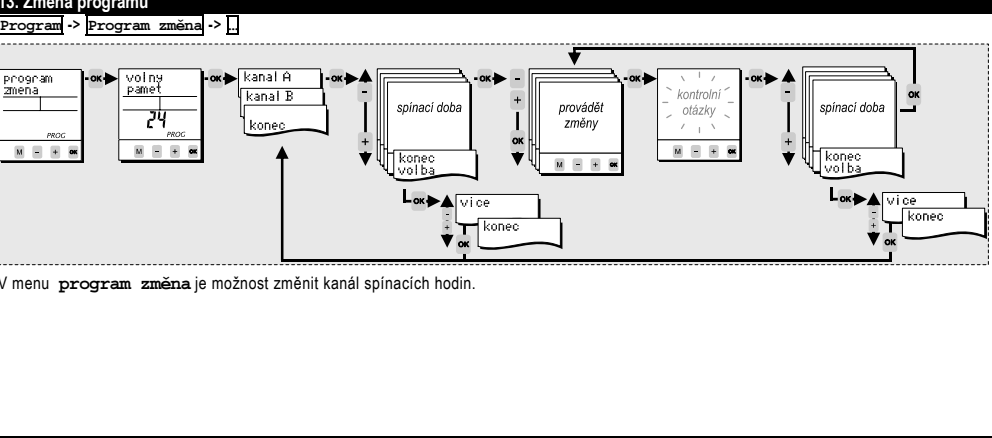 13. Změna programu
Program -> Program změna -> …
program
zmena
PROG
M - + OK
OK
volny
pamet
24
PROG
M - + OK
OK
kanal A
kanal B
konec
OK
-
+
spínací doba
konec
volba
OK
-
+
OK
vice
konec
OK
-
+
OK
provádět
změny
M - + OK
OK
kontrolní
otázky
M - + OK
OK
-
+
spínací doba
konec
volba
OK
OK
-
+
OK
vice
konec
V menu program změna je možnost změnit kanál spínacích hodin.